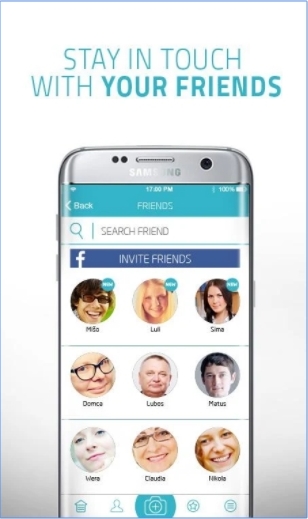 STAY IN TOUCH
WITH YOUR FRIENDS
SAMSUNG
17:00 PM
100%
Back
FRIENDS
SEARCH FRIEND
f
INVITE FRIENDS
NEW
NEW
NEW
Mišo
Luli
Sima
Domca
Lubos
Matus
Wera
Claudia
Nikola